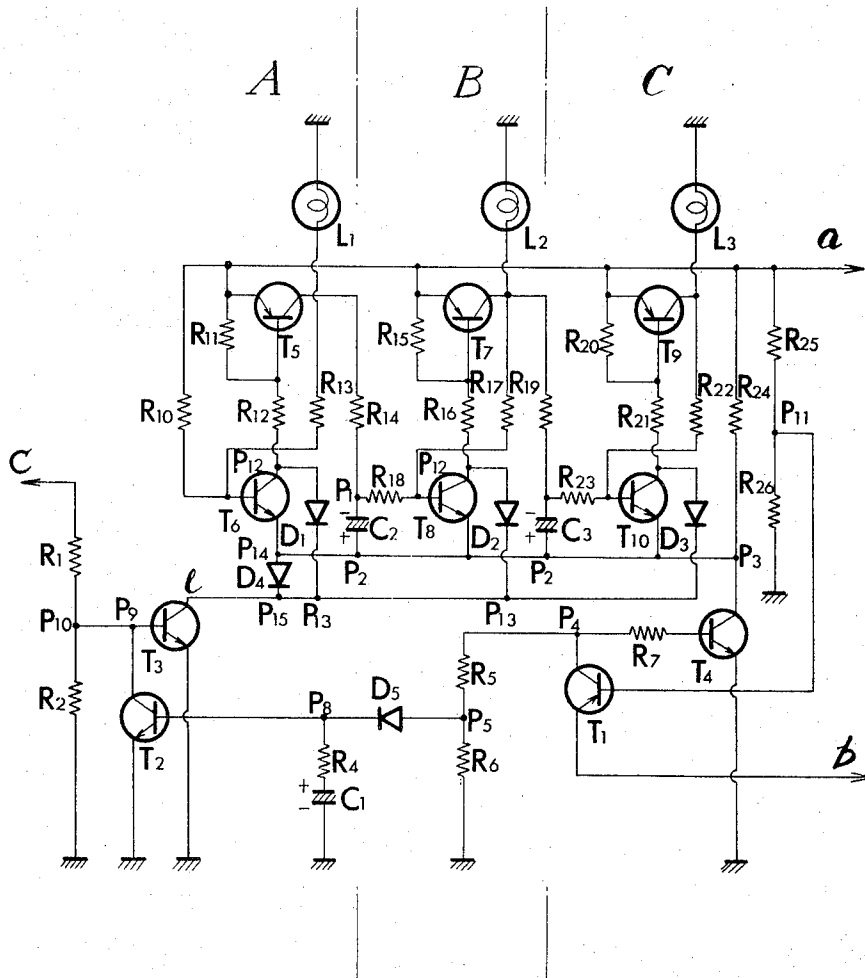 A B C
L1 L2 L3
a
R11 T5 R15 T7 R20 T9 R25
R13 R17 R19 R22 R24
R10 R12 R14 R16 R21 P11
C P12 P1 R18 P12 R23 R26
T6 D1 - + C2 T8 D2 - + C3 T10 D3
R1 P14 P2 P2 P3
D4
l P15 P13 P13
P10 P9 P4
T3 R7 T4
R2 D5 R5
P8 P5 T1
T2 R4 R6 b
+ - C1